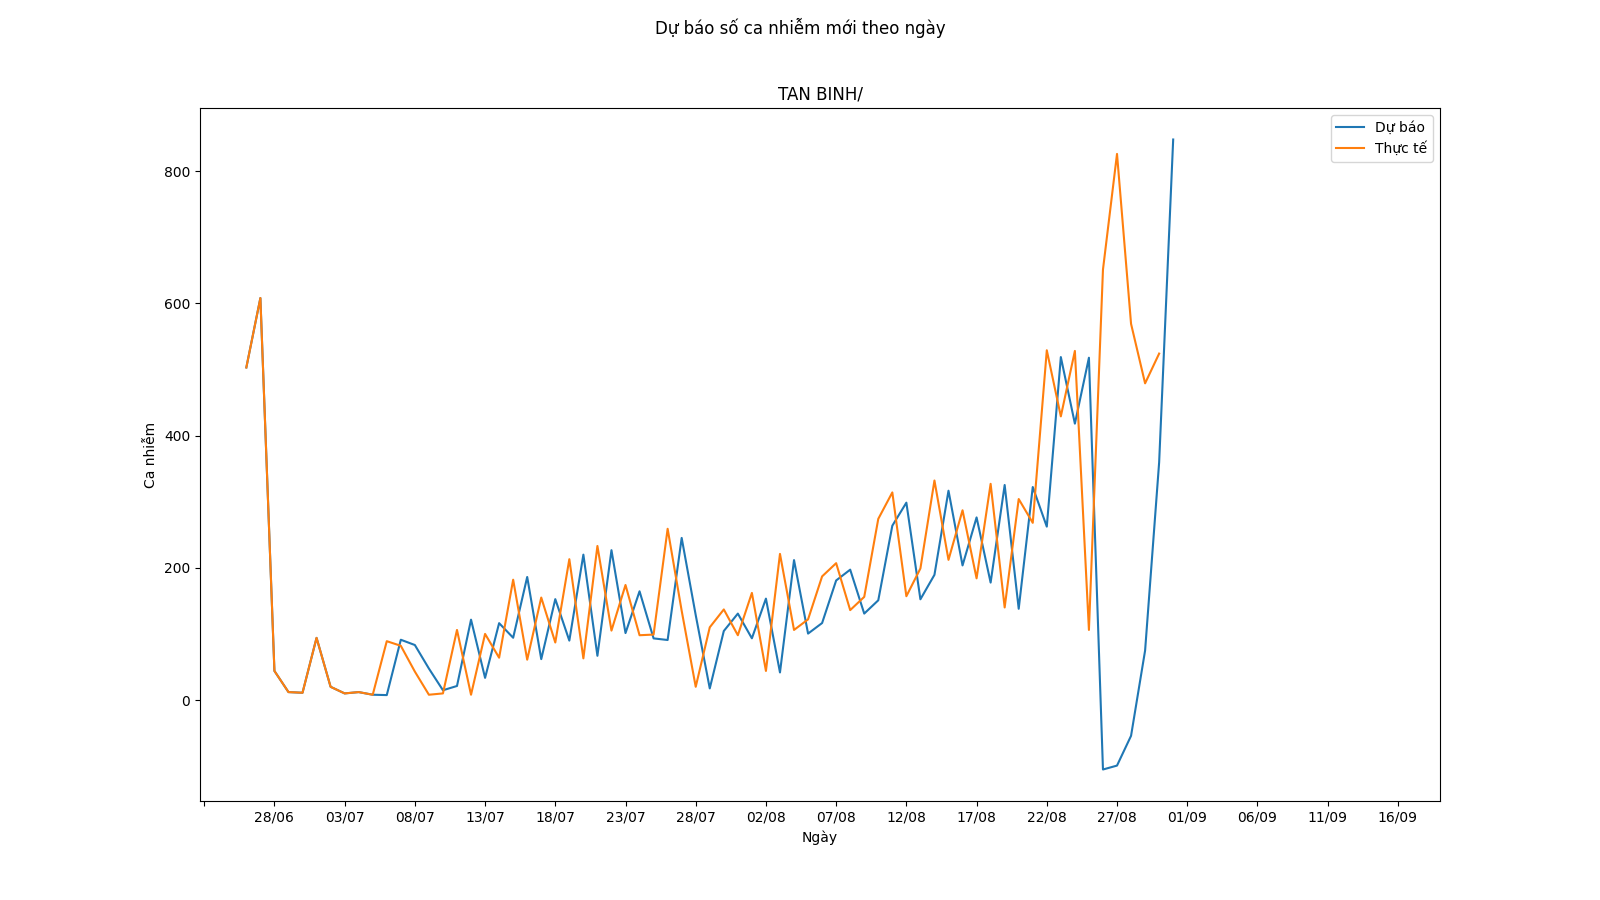 Dự báo số ca nhiễm mới theo ngày
TAN BINH/
Dự báo
Thực tế
800
600
400
200
0
Ca nhiễm
28/06 03/07 08/07 13/07 18/07 23/07 28/07 02/08 07/08 12/08 17/08 22/08 27/08 01/09 06/09 11/09 16/09
Ngày